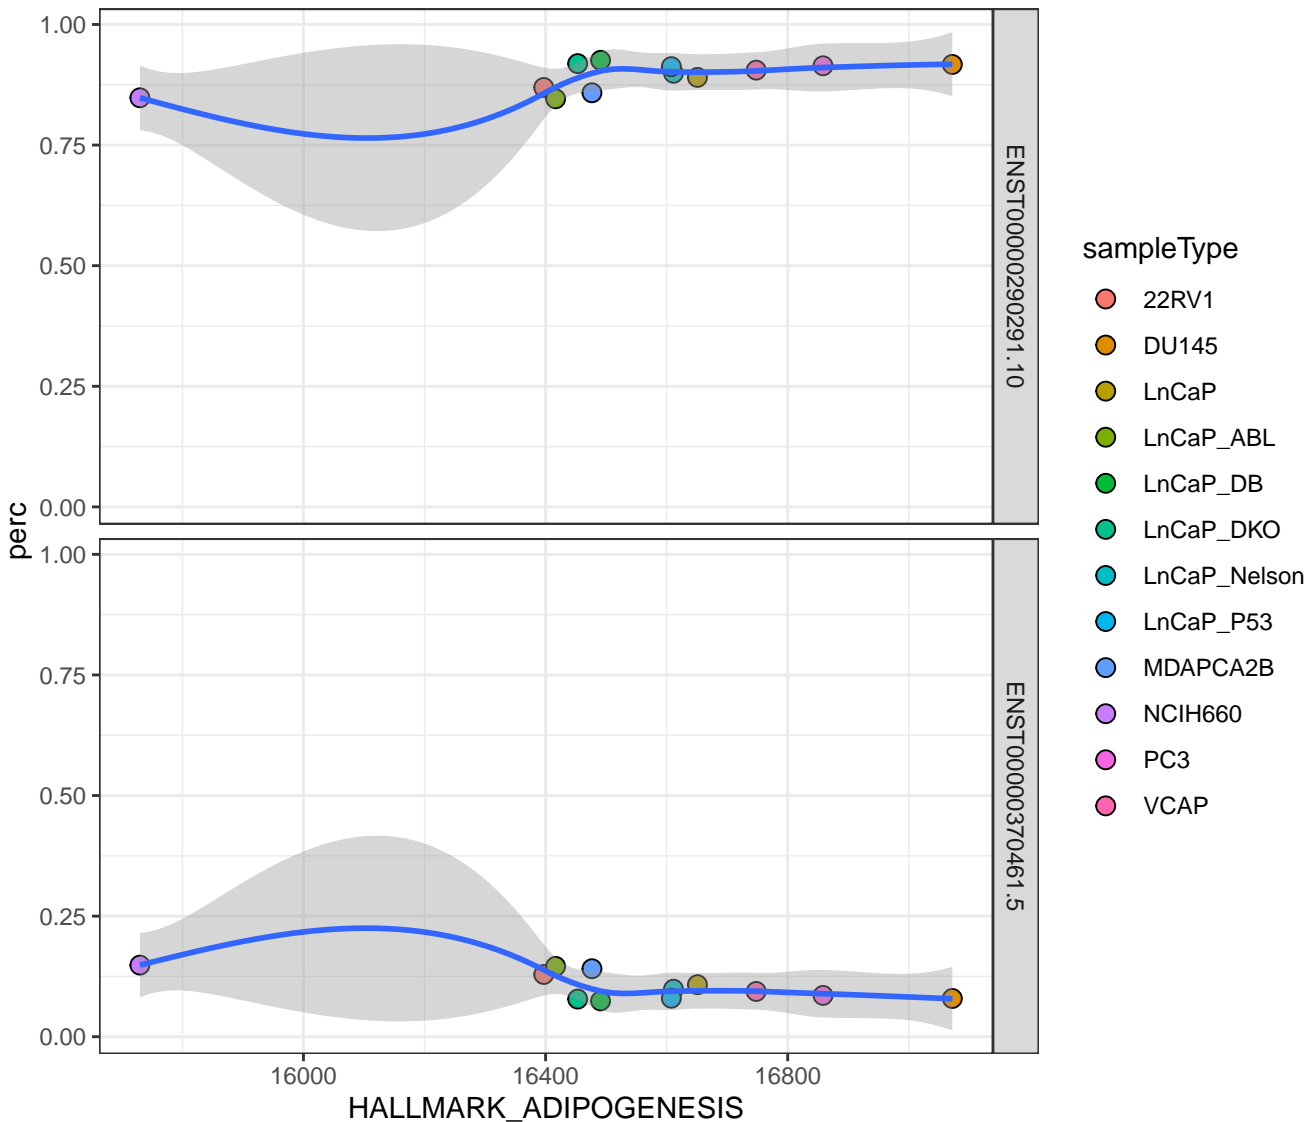 1.00
0.75
0.50
0.25
0.00
ENST00000290291.10
1.00
0.75
0.50
0.25
0.00
ENST00000370461.5
perc
16000
16400
16800
HALLMARK_ADIPOGENESIS
sampleType
22RV1
DU145
LnCaP
LnCaP_ABL
LnCaP_DB
LnCaP_DKO
LnCaP_Nelson
LnCaP_P53
MDAPCA2B
NCIH660
PC3
VCAP